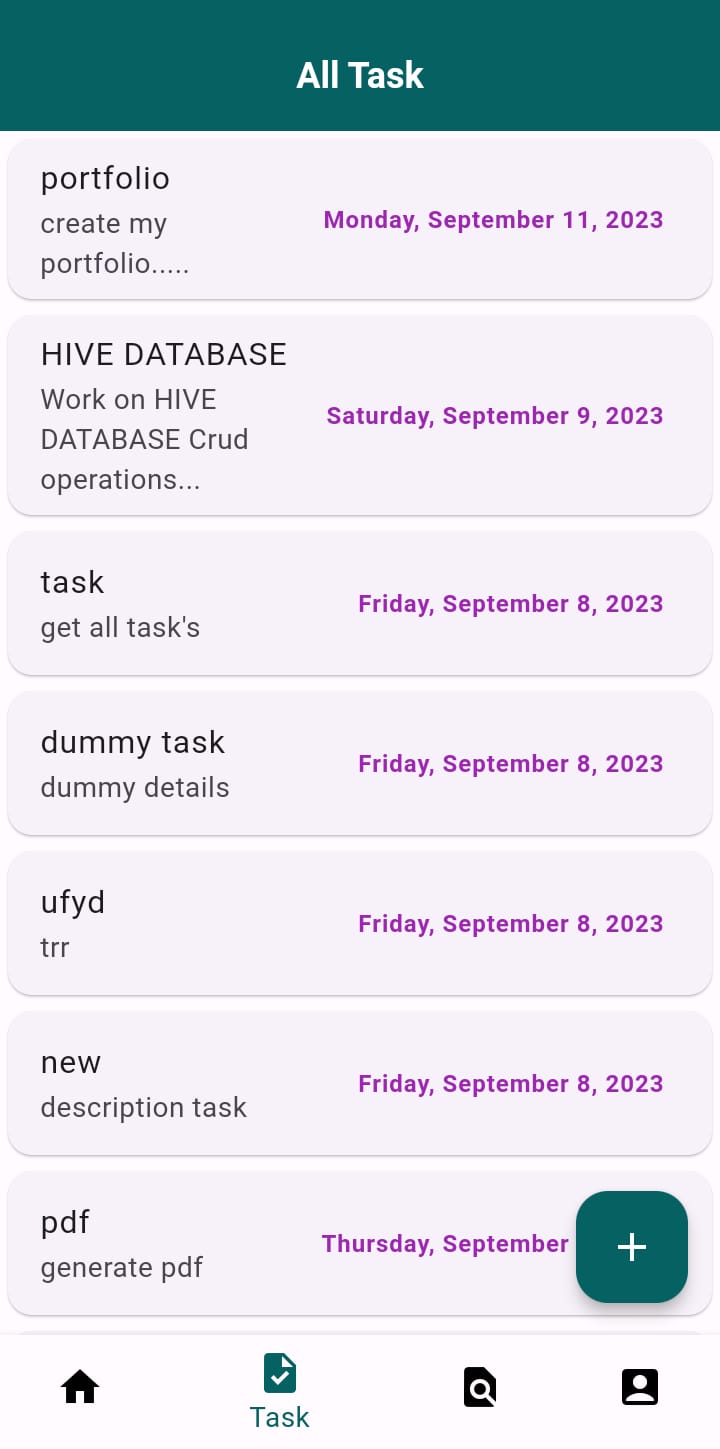 All Task
portfolio
create my
portfolio.....
Monday, September 11, 2023
HIVE DATABASE
Work on HIVE
DATABASE Crud
operations...
Saturday, September 9, 2023
task
get all task's
Friday, September 8, 2023
dummy task
dummy details
Friday, September 8, 2023
ufyd
trr
Friday, September 8, 2023
new
description task
Friday, September 8, 2023
pdf
generate pdf
Thursday, September
Task